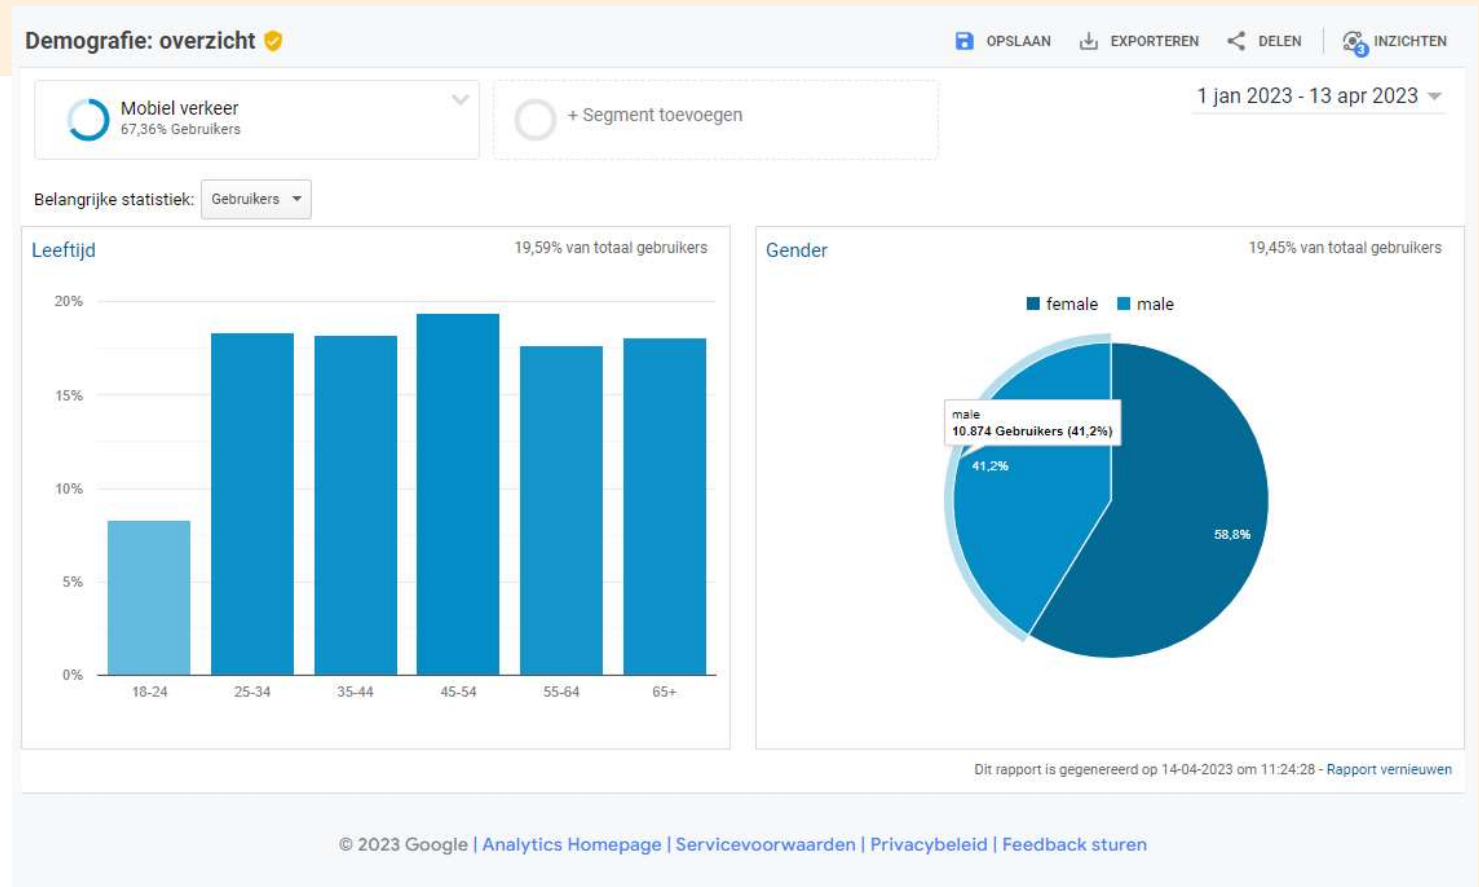 Demografie: overzicht
OPSLAAN EXPORTEREN DELEN INZICHTEN
3
Mobiel verkeer
67,36% Gebruikers
+ Segment toevoegen
1 jan 2023 - 13 apr 2023
Belangrijke statistiek: Gebruikers
Leeftijd
19,59% van totaal gebruikers
20%
15%
10%
5%
0%
18-24 25-34 35-44 45-54 55-64 65+
Gender
19,45% van totaal gebruikers
female male
male
10.874 Gebruikers (41,2%)
41,2%
58,8%
Dit rapport is gegenereerd op 14-04-2023 om 11:24:28 - Rapport vernieuwen
© 2023 Google | Analytics Homepage | Servicevoorwaarden | Privacybeleid | Feedback sturen